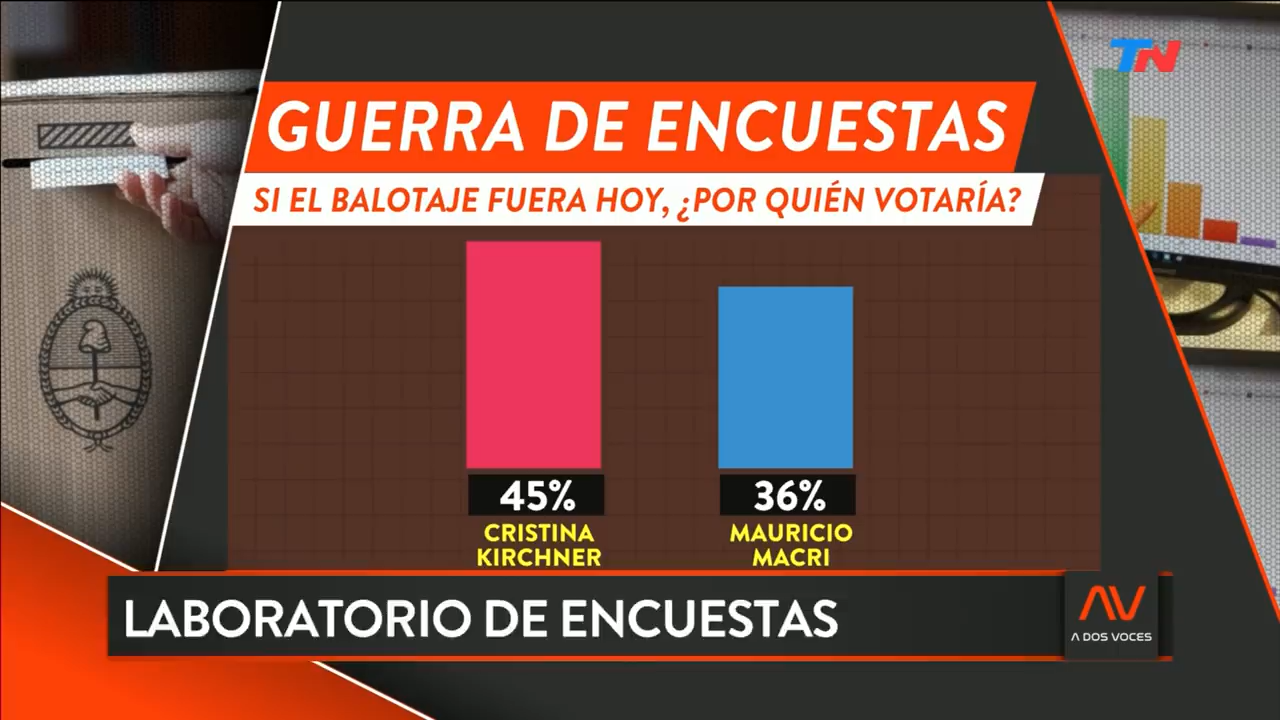 TN
GUERRA DE ENCUESTAS
SI EL BALOTAJE FUERA HOY, ¿POR QUIÉN VOTARÍA?
45%
CRISTINA
KIRCHNER
36%
MAURICIO
MACRI
LABORATORIO DE ENCUESTAS
AV
A DOS VOCES